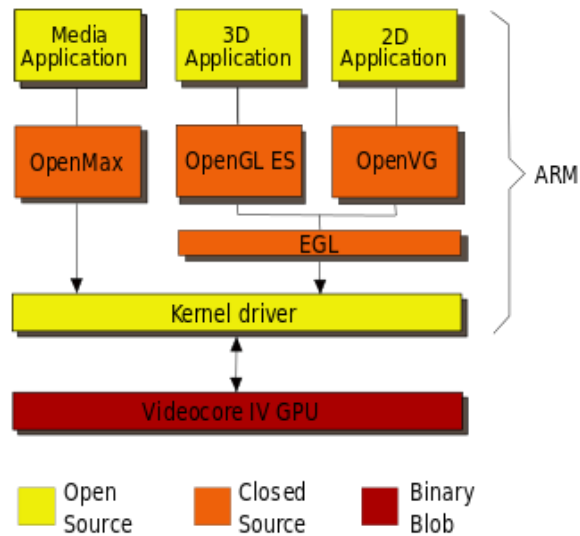 Media
Application
3D
Application
2D
Application
OpenMax
OpenGL ES
OpenVG
ARM
EGL
Kernel driver
Videocore IV GPU
Open
Source
Closed
Source
Binary
Blob